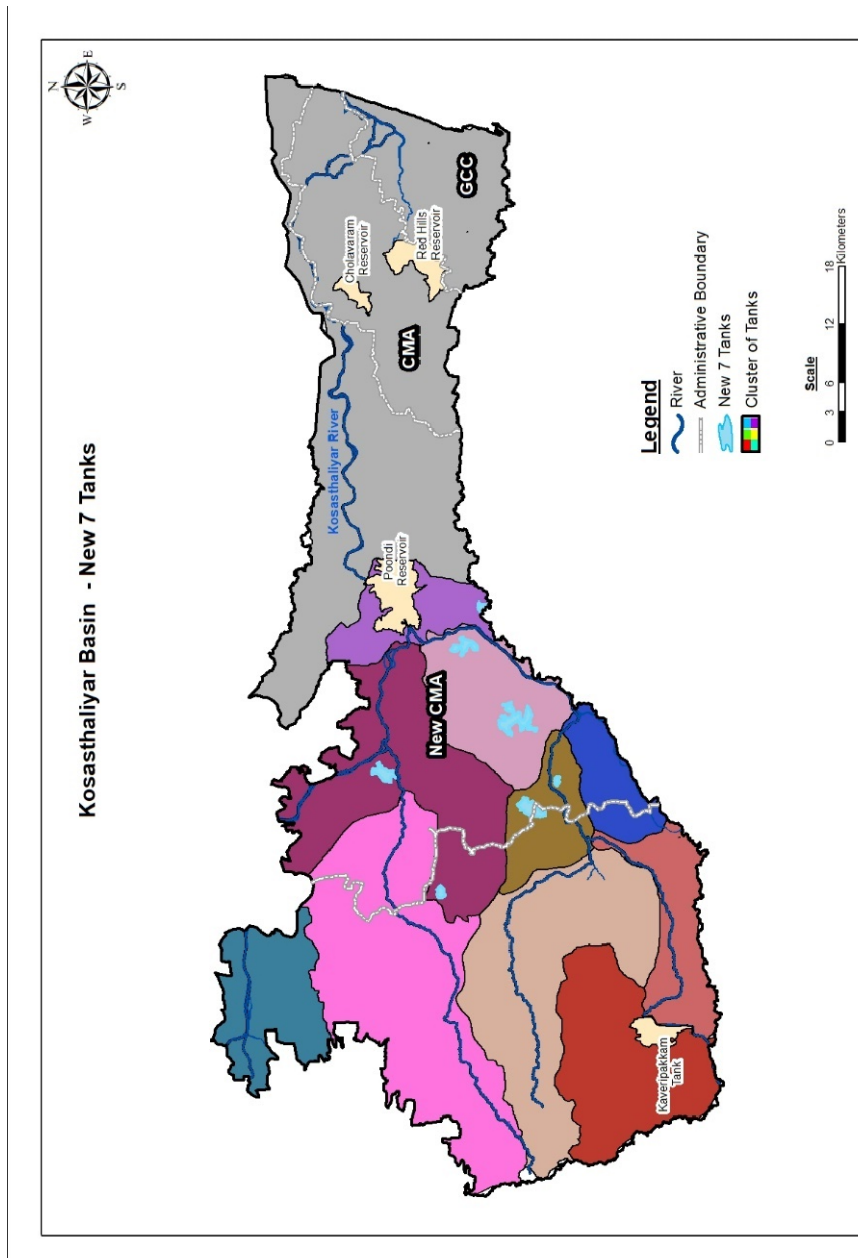 Kosasthaliyar Basin - New 7 Tanks
N
E
S
W
Kosasthaliyar River
Cholavaram
Reservoir
Red Hills
Reservoir
GCC
CMA
Poondi
Reservoir
New CMA
Kaveripakkam
Tank
Legend
River
Administrative Boundary
New 7 Tanks
Cluster of Tanks
Scale
0 3 6 12 18
Kilometers